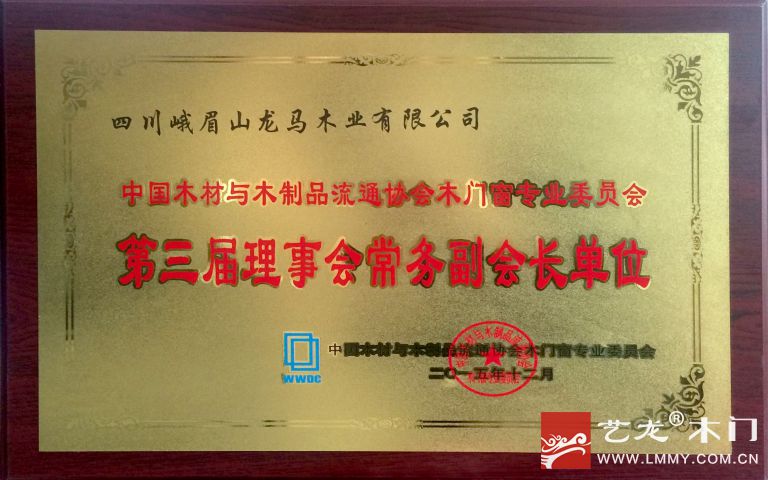 四川峨眉山龙马木业有限公司
中国木材与木制品流通协会木门窗专业委员会
第三届理事会常务副会长单位
WWDC
中国木材与木制品流通协会木门窗专业委员会
二〇一五年十二月
艺龙®木门
WWW.LMMY.COM.CN